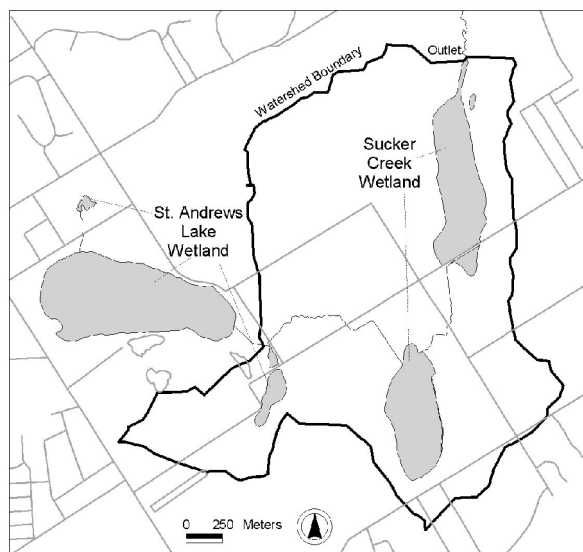 Outlet
Watershed Boundary
Sucker
Creek
Wetland
St. Andrews
Lake
Wetland
0 250 Meters